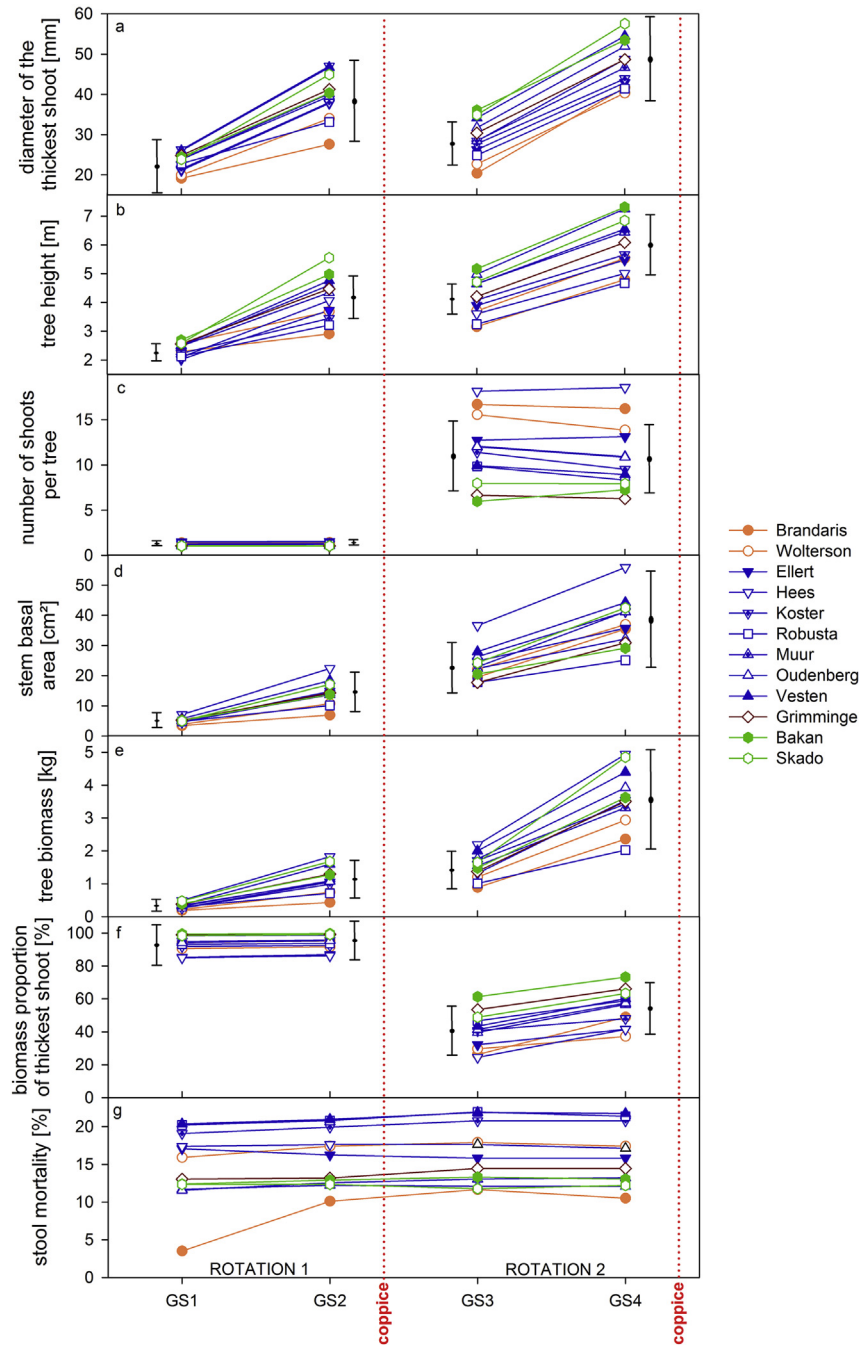 a
diameter of the
thickest shoot [mm]
60
50
40
30
20
b
tree height [m]
7
6
5
4
3
2
c
number of shoots
per tree
15
10
5
0
d
stem basal
area [cm²]
50
40
30
20
10
0
e
tree biomass [kg]
5
4
3
2
1
0
f
biomass proportion
of thickest shoot [%]
100
80
60
40
20
0
g
stool mortality [%]
20
15
10
5
0
ROTATION 1
ROTATION 2
GS1
GS2
coppice
GS3
GS4
coppice
Brandaris
Wolterson
Ellert
Hees
Koster
Robusta
Muur
Oudenberg
Vesten
Grimminge
Bakan
Skado